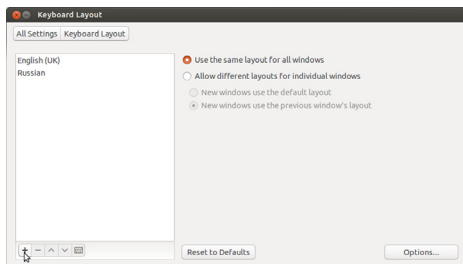 Keyboard Layout
All Settings Keyboard Layout
English (UK)
Russian
Use the same layout for all windows
Allow different layouts for individual windows
New windows use the default layout
New windows use the previous window's layout
Reset to Defaults
Options...